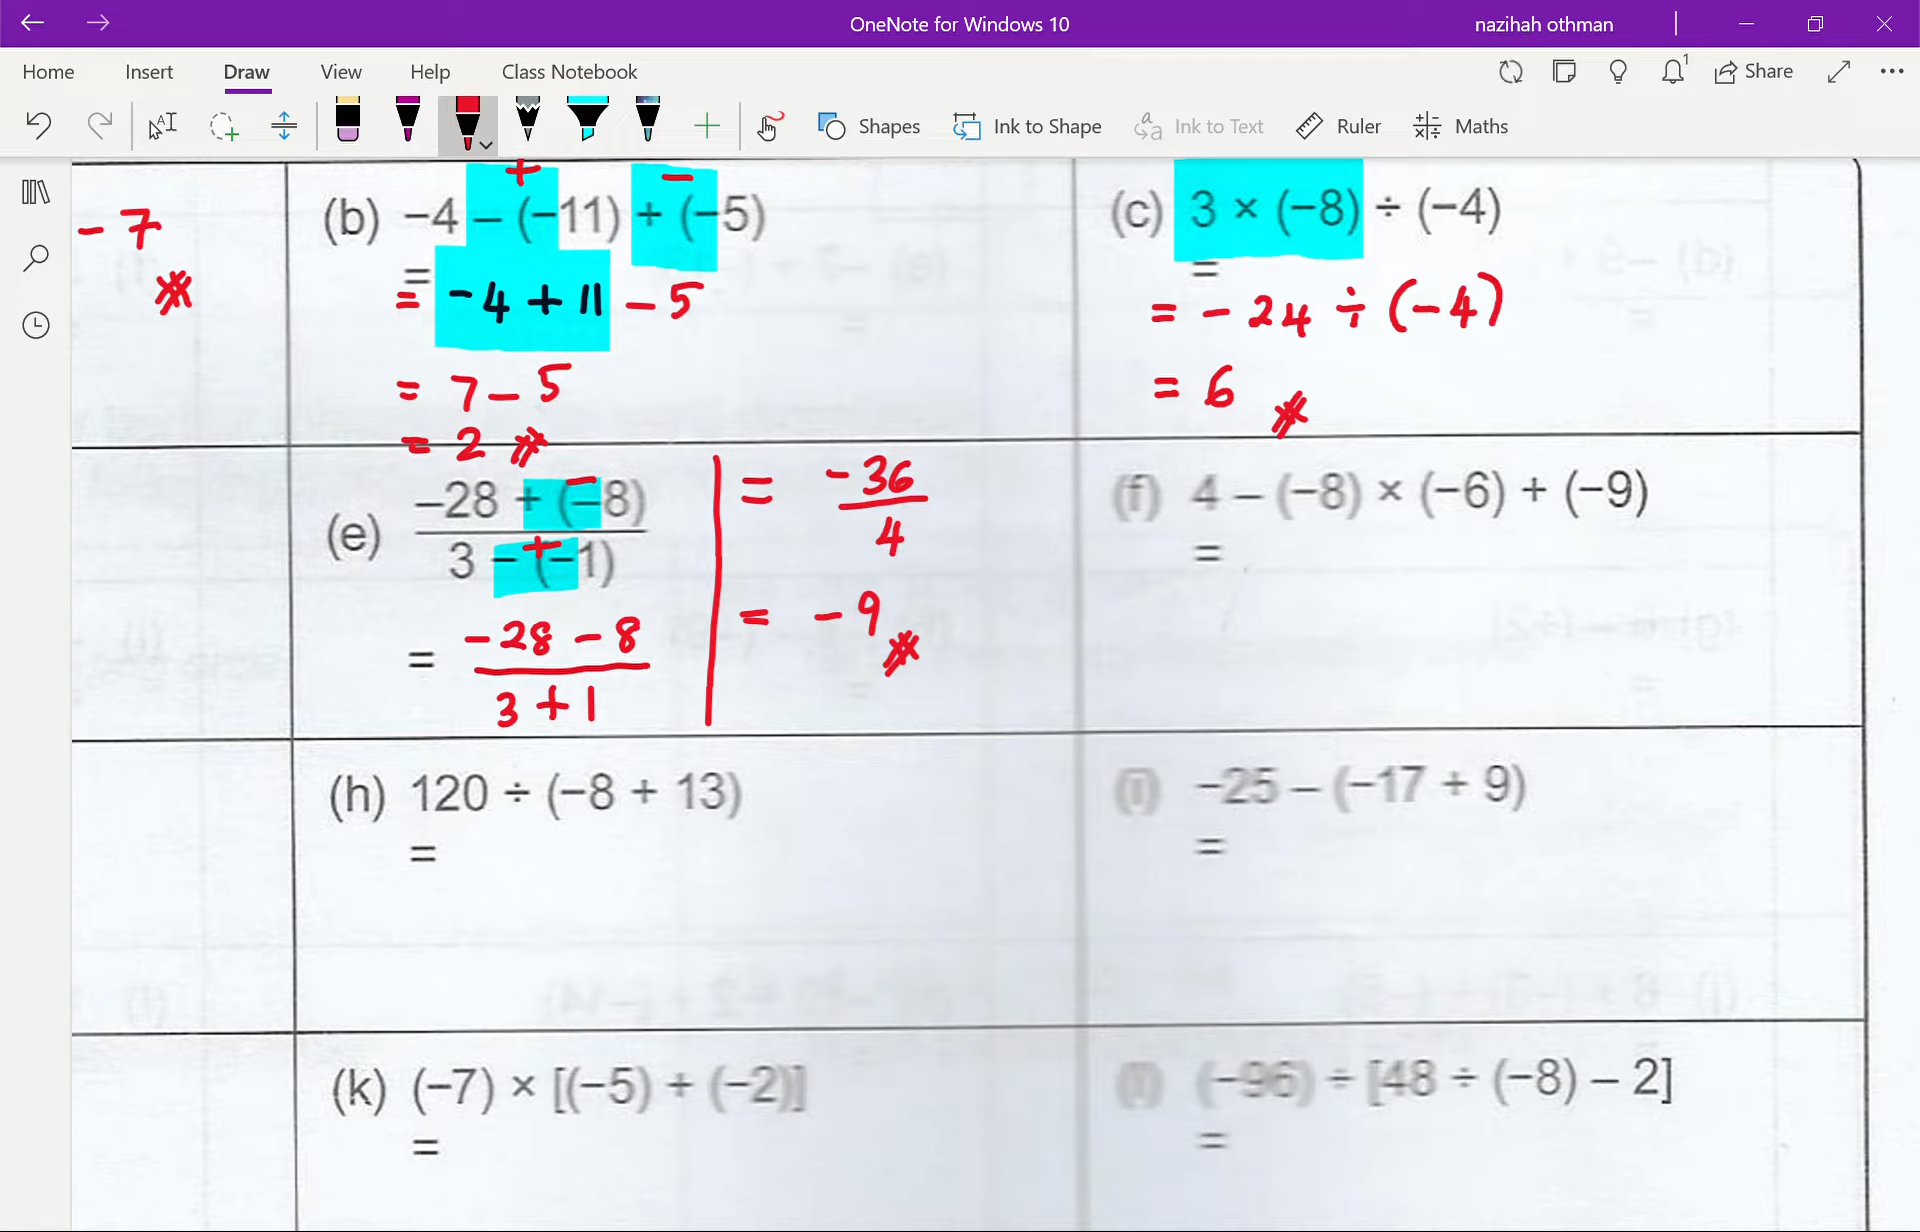 OneNote for Windows 10
nazihah othman
Home Insert Draw View Help Class Notebook
1 Share
Shapes Ink to Shape Ink to Text Ruler Maths
-7
(b) −4 − (−11) + (−5)
+ −
=
= -4 + 11 - 5
= 7 - 5
= 2
(c) 3 × (−8) ÷ (−4)
=
= - 24 ÷ (-4)
= 6
(e) −28 + (−8)
−
3 − (−1)
+
= -28 - 8
3 + 1
= -36
4
= -9
(f) 4 − (−8) × (−6) + (−9)
=
(h) 120 ÷ (−8 + 13)
=
(i) −25 − (−17 + 9)
=
(k) (−7) × [(−5) + (−2)]
=
(l) (−96) ÷ [48 ÷ (−8) − 2]
=